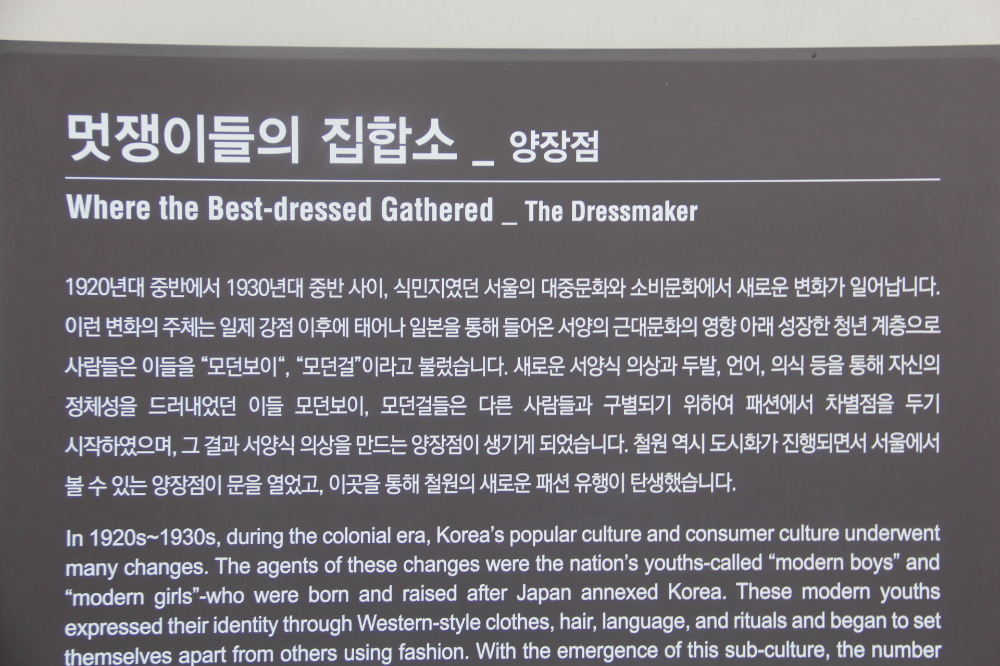 멋쟁이들의 집합소 _ 양장점
Where the Best-dressed Gathered _ The Dressmaker
1920년대 중반에서 1930년대 중반 사이, 식민지였던 서울의 대중문화와 소비문화에서 새로운 변화가 일어납니다.
이런 변화의 주체는 일제 강점 이후에 태어나 일본을 통해 들어온 서양의 근대문화의 영향 아래 성장한 청년 계층으로
사람들은 이들을 “모던보이“, “모던걸”이라고 불렀습니다. 새로운 서양식 의상과 두발, 언어, 의식 등을 통해 자신의
정체성을 드러내었던 이들 모던보이, 모던걸들은 다른 사람들과 구별되기 위하여 패션에서 차별점을 두기
시작하였으며, 그 결과 서양식 의상을 만드는 양장점이 생기게 되었습니다. 철원 역시 도시화가 진행되면서 서울에서
볼 수 있는 양장점이 문을 열었고, 이곳을 통해 철원의 새로운 패션 유행이 탄생했습니다.
In 1920s~1930s, during the colonial era, Korea’s popular culture and consumer culture underwent
many changes. The agents of these changes were the nation’s youths-called “modern boys” and
“modern girls”-who were born and raised after Japan annexed Korea. These modern youths
expressed their identity through Western-style clothes, hair, language, and rituals and began to set
themselves apart from others using fashion. With the emergence of this sub-culture, the number